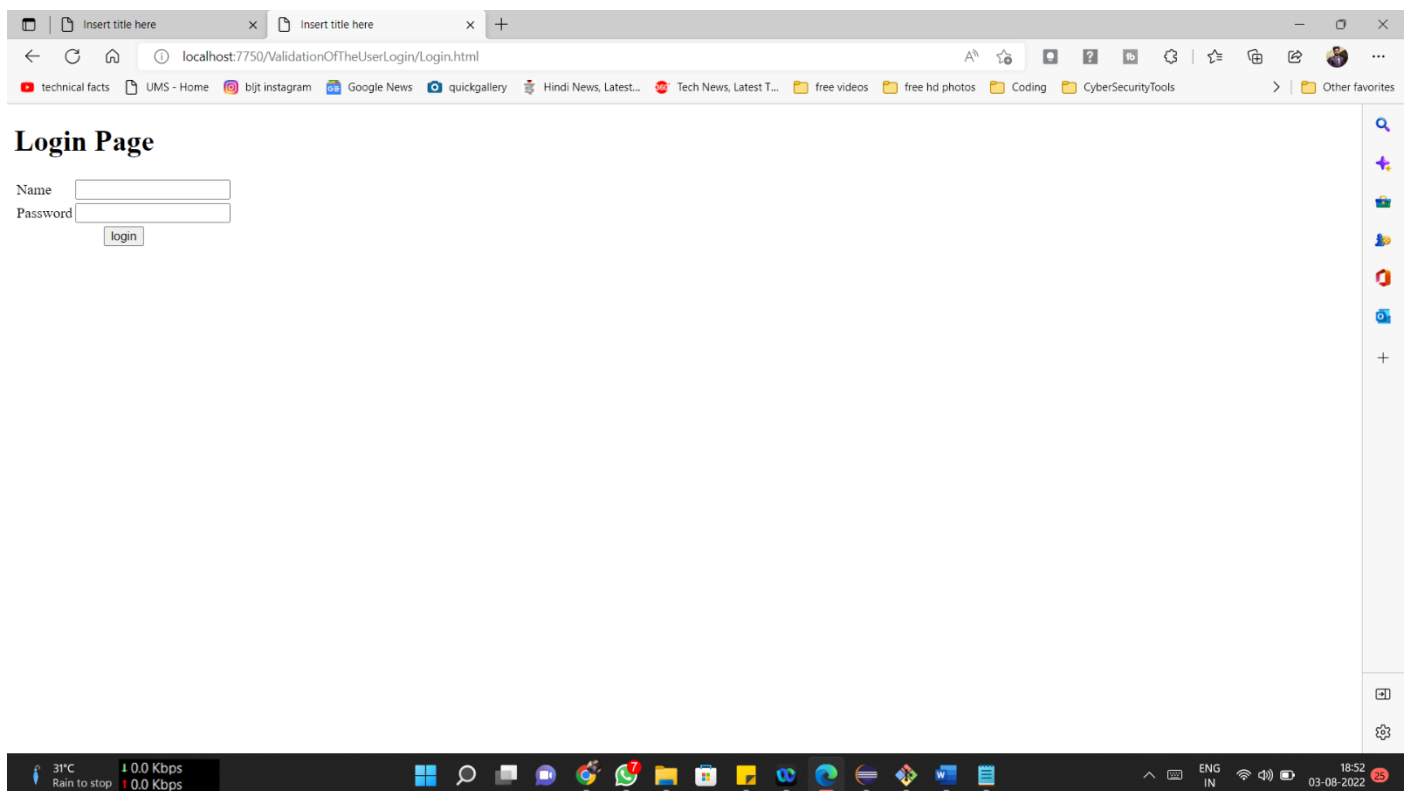 Insert title here
Insert title here
localhost:7750/ValidationOfTheUserLogin/Login.html
technical facts UMS - Home bljt instagram Google News quickgallery Hindi News, Latest... Tech News, Latest T... free videos free hd photos Coding CyberSecurityTools Other favorites
Login Page
Name
Password
login
31°C
Rain to stop
0.0 Kbps
0.0 Kbps
7
ENG
IN
18:52
03-08-2022
25